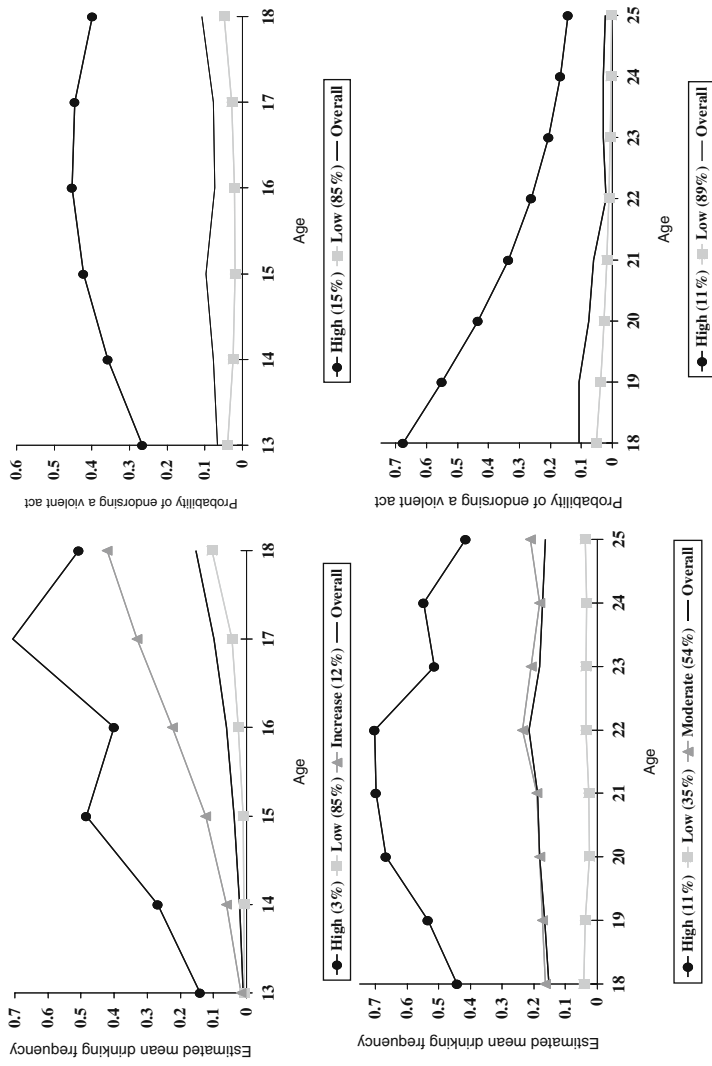 Estimated mean drinking frequency
0.7
0.6
0.5
0.4
0.3
0.2
0.1
0
13 14 15 16 17 18
Age
High (3%) Low (85%) Increase (12%) Overall
Probability of endorsing a violent act
0.6
0.5
0.4
0.3
0.2
0.1
0
13 14 15 16 17 18
Age
High (15%) Low (85%) Overall
Estimated mean drinking frequency
0.7
0.6
0.5
0.4
0.3
0.2
0.1
0
18 19 20 21 22 23 24 25
Age
High (11%) Low (35%) Moderate (54%) Overall
Probability of endorsing a violent act
0.7
0.6
0.5
0.4
0.3
0.2
0.1
0
18 19 20 21 22 23 24 25
Age
High (11%) Low (89%) Overall